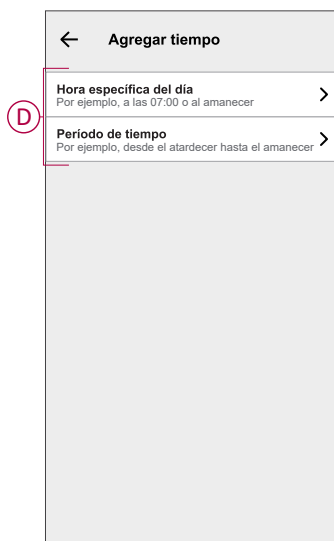 Agregar tiempo
Hora específica del día
Por ejemplo, a las 07:00 o al amanecer
D
Período de tiempo
Por ejemplo, desde el atardecer hasta el amanecer